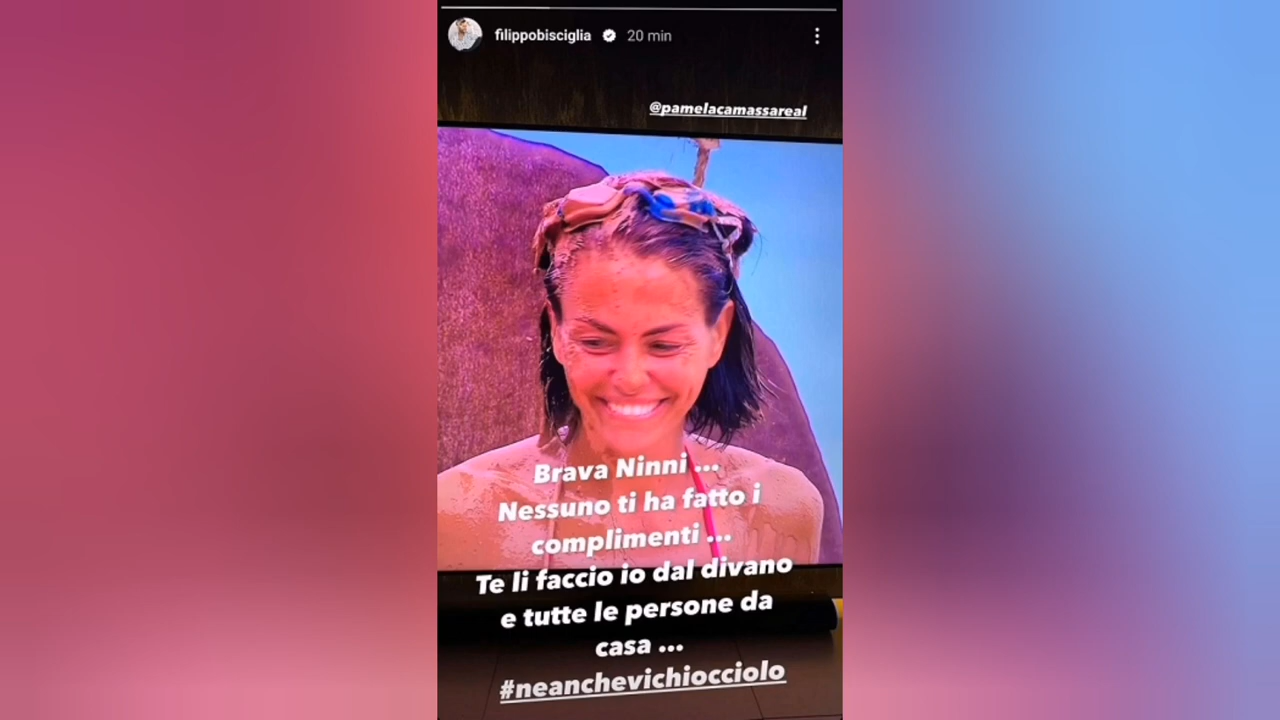 filippobisciglia 20 min
@pamelacamassareal
Brava Ninni ...
Nessuno ti ha fatto i
complimenti ...
Te li faccio io dal divano
e tutte le persone da
casa ...
#neanchevichiocciolo